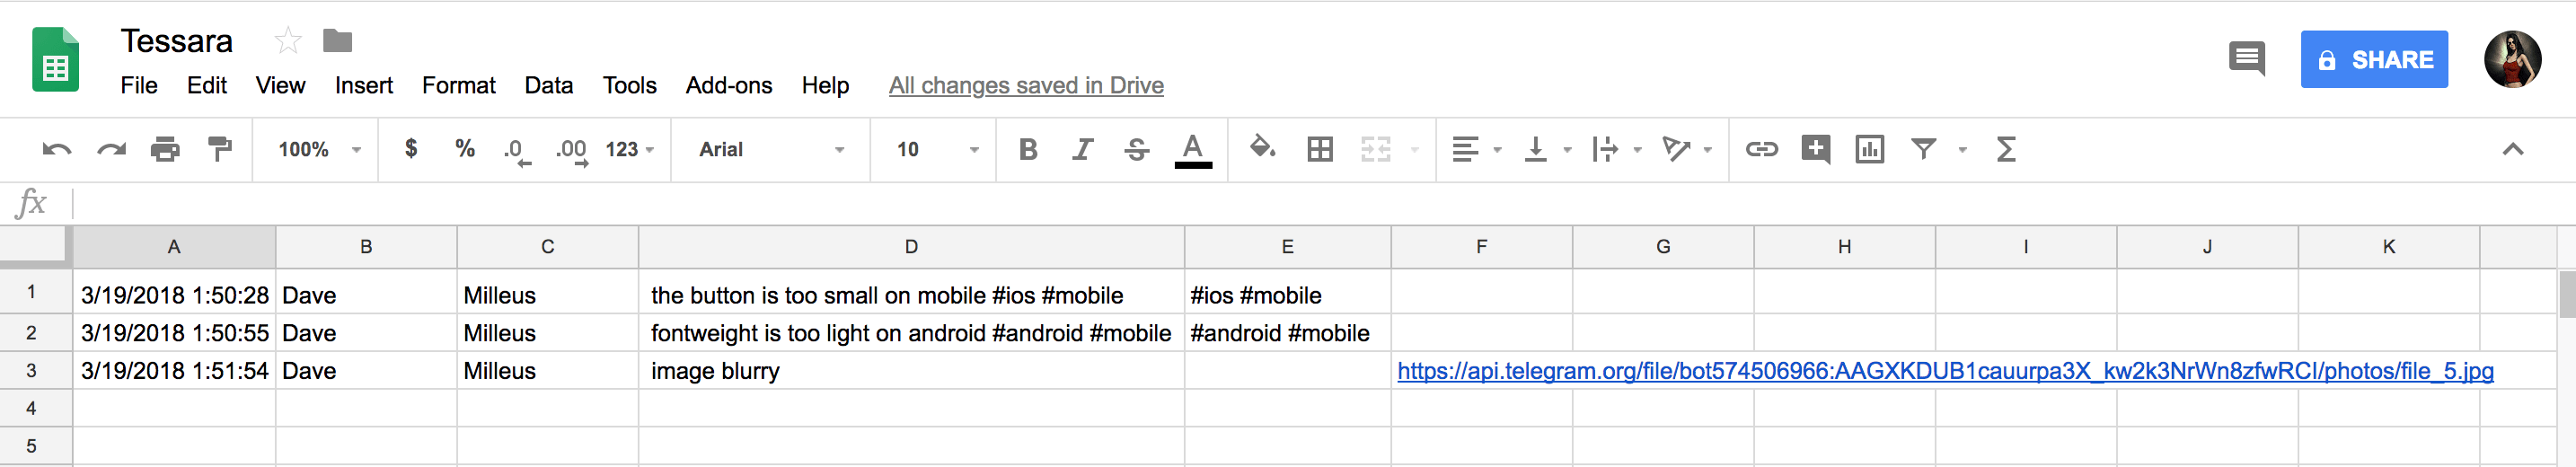 Tessara
File Edit View Insert Format Data Tools Add-ons Help All changes saved in Drive
SHARE
100% $ % .0 .00 123 Arial 10 B I S A Σ
fx
A B C D E F G H I J K
1 3/19/2018 1:50:28 Dave Milleus the button is too small on mobile #ios #mobile #ios #mobile
2 3/19/2018 1:50:55 Dave Milleus fontweight is too light on android #android #mobile #android #mobile
3 3/19/2018 1:51:54 Dave Milleus image blurry https://api.telegram.org/file/bot574506966:AAGXKDUB1cauurpa3X_kw2k3NrWn8zfwRCI/photos/file_5.jpg
4
5